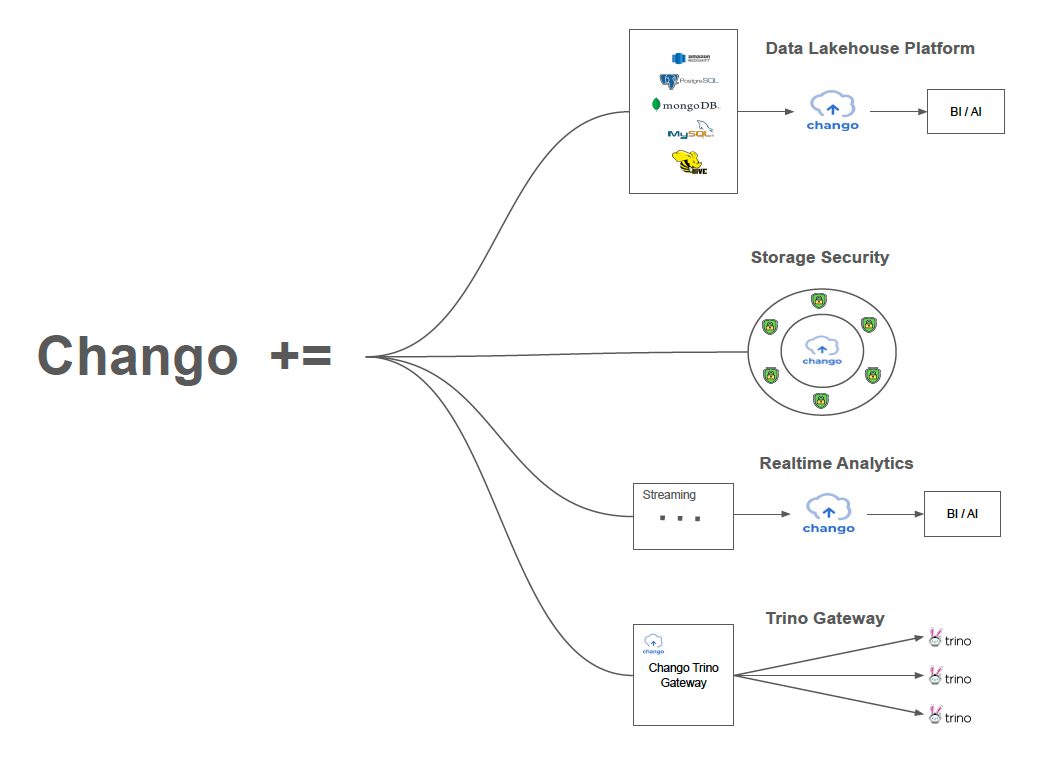 Data Lakehouse Platform
amazon
REDSHIFT
PostgreSQL
mongoDB
MySQL
HIVE
chango
BI / AI
Storage Security
chango
Chango +=
Realtime Analytics
Streaming
chango
BI / AI
Trino Gateway
chango
Chango Trino
Gateway
trino
trino
trino